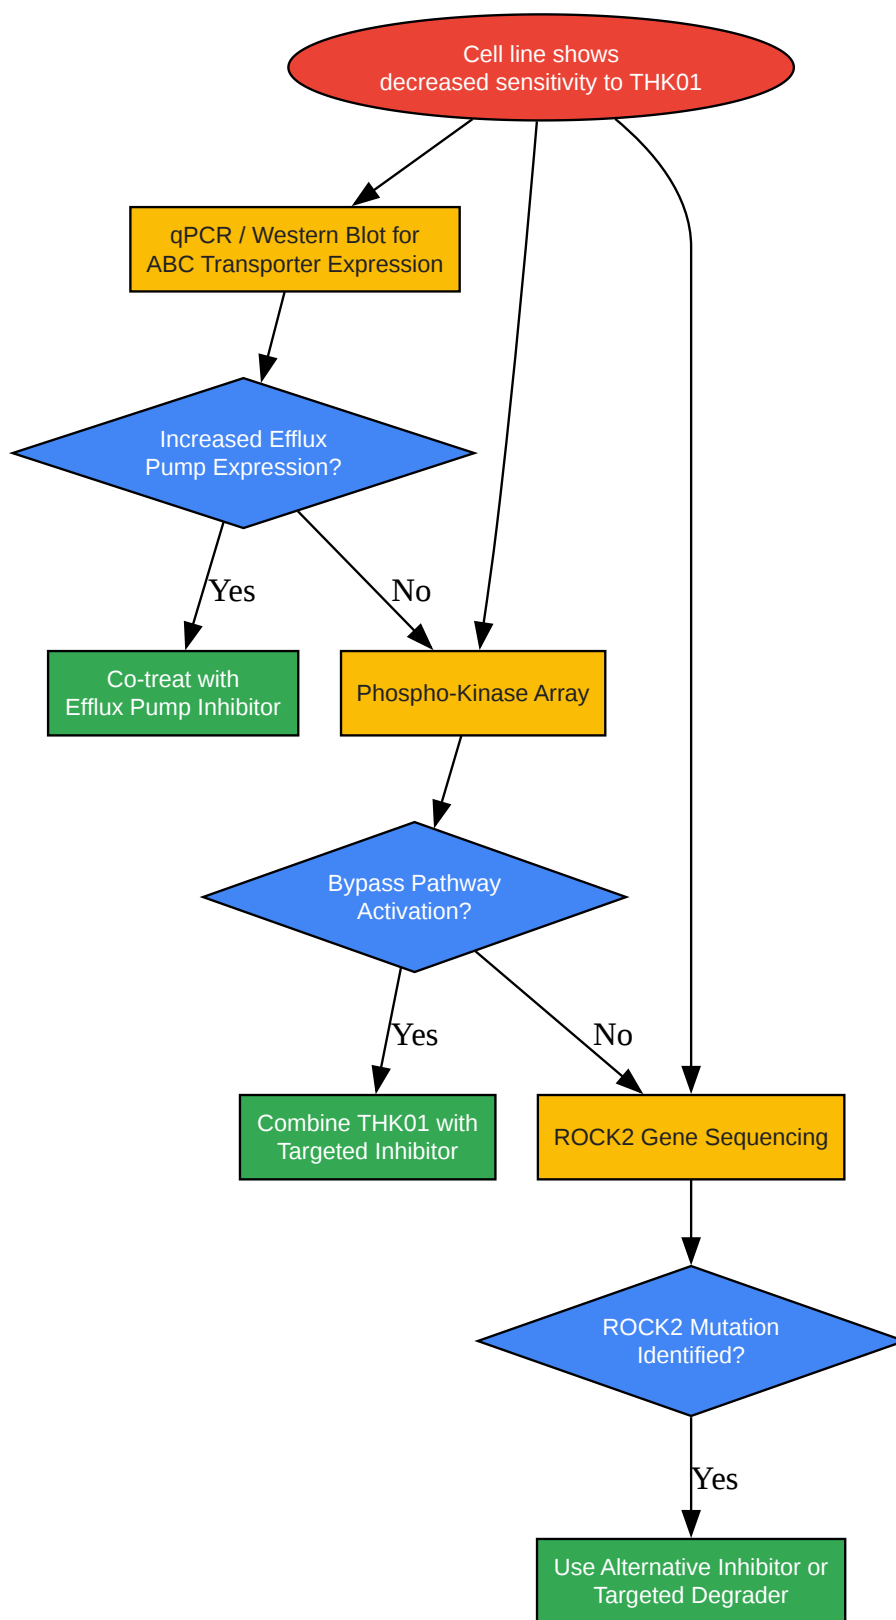 Cell line shows
decreased sensitivity to THK01
qPCR / Western Blot for
ABC Transporter Expression
Increased Efflux
Pump Expression?
Yes
No
Co-treat with
Efflux Pump Inhibitor
Phospho-Kinase Array
Bypass Pathway
Activation?
Yes
No
Combine THK01 with
Targeted Inhibitor
ROCK2 Gene Sequencing
ROCK2 Mutation
Identified?
Yes
Use Alternative Inhibitor or
Targeted Degrader